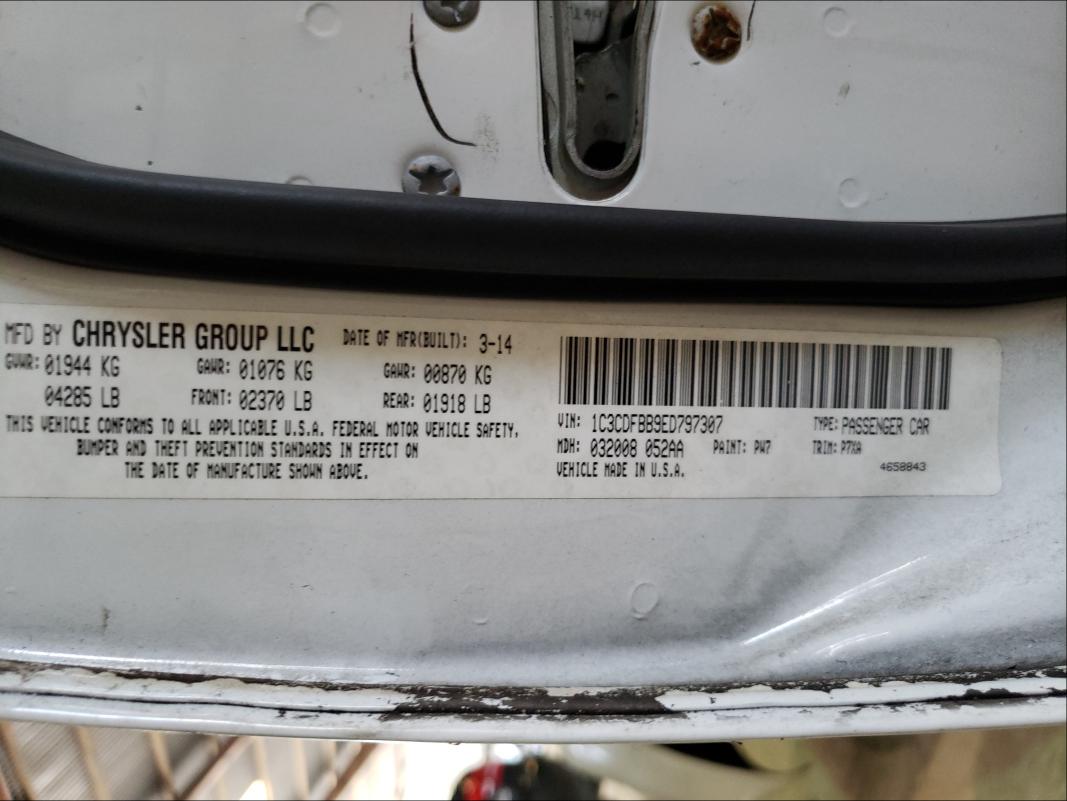 MFD BY CHRYSLER GROUP LLC DATE OF MFR(BUILT): 3-14
GVWR: 01944 KG GAWR: 01076 KG GAWR: 00870 KG
04285 LB FRONT: 02370 LB REAR: 01918 LB
THIS VEHICLE CONFORMS TO ALL APPLICABLE U.S.A. FEDERAL MOTOR VEHICLE SAFETY,
BUMPER AND THEFT PREVENTION STANDARDS IN EFFECT ON
THE DATE OF MANUFACTURE SHOWN ABOVE.
VIN: 1C3CDFBB9ED797307 TYPE: PASSENGER CAR
MDH: 032008 052AA PAINT: PW7 TRIM: P7XA
VEHICLE MADE IN U.S.A. 4658843